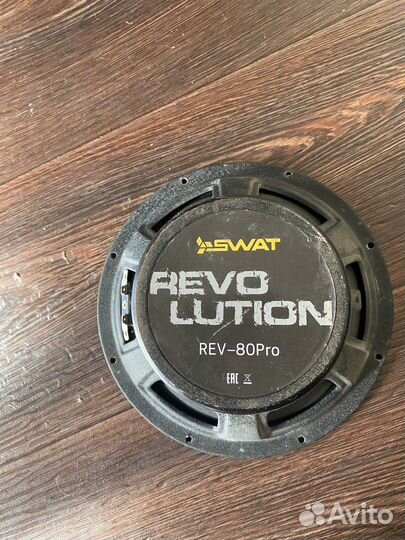 SWAT
REVO
LUTION
REV-80Pro
EAC
Avito